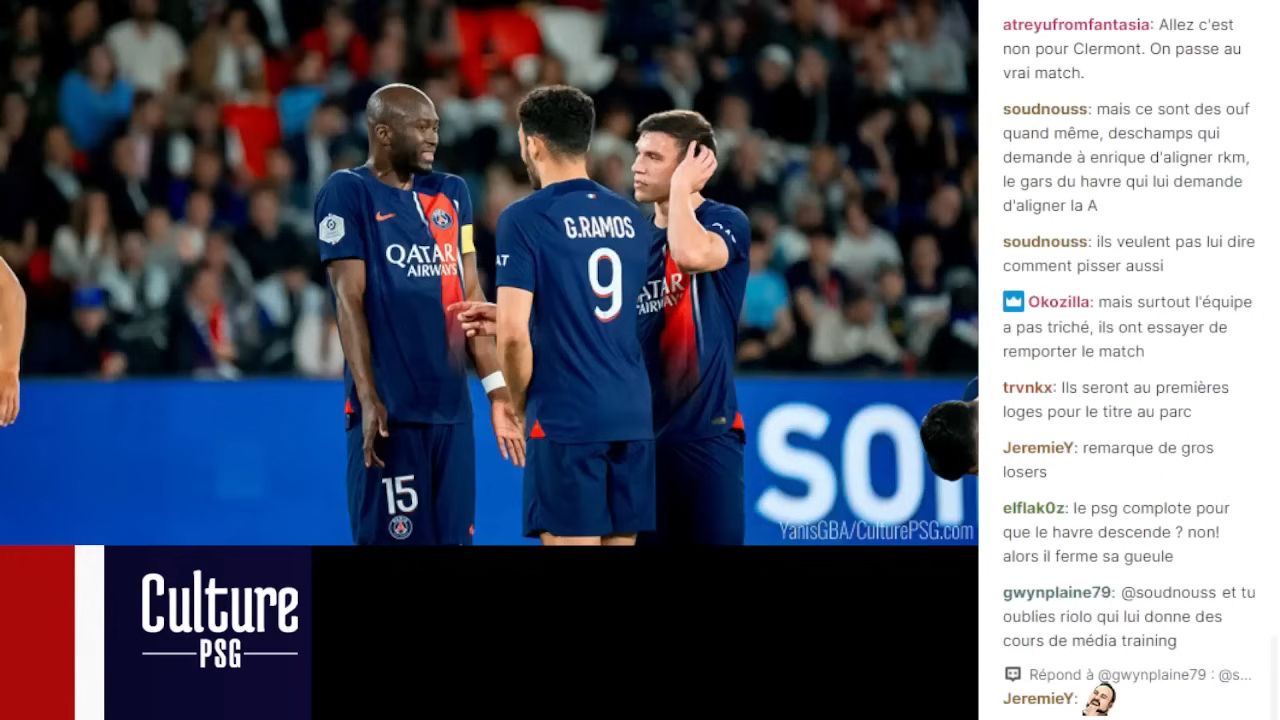 QATAR
AIRWAYS
15
AT
G.RAMOS
9
QATAR
AIRWAYS
SO
YanisGBA/CulturePSG.com
Culture
PSG
atreyufromfantasia: Allez c'est
non pour Clermont. On passe au
vrai match.
soudnouss: mais ce sont des ouf
quand même, deschamps qui
demande à enrique d'aligner rkm,
le gars du havre qui lui demande
d'aligner la A
soudnouss: ils veulent pas lui dire
comment pisser aussi
Okozilla: mais surtout l'équipe
a pas triché, ils ont essayer de
remporter le match
trvnkx: Ils seront au premières
loges pour le titre au parc
JeremieY: remarque de gros
losers
elflak0z: le psg complote pour
que le havre descende ? non!
alors il ferme sa gueule
gwynplaine79: @soudnouss et tu
oublies riolo qui lui donne des
cours de média training
Répond à @gwynplaine79 : @s...
JeremieY: